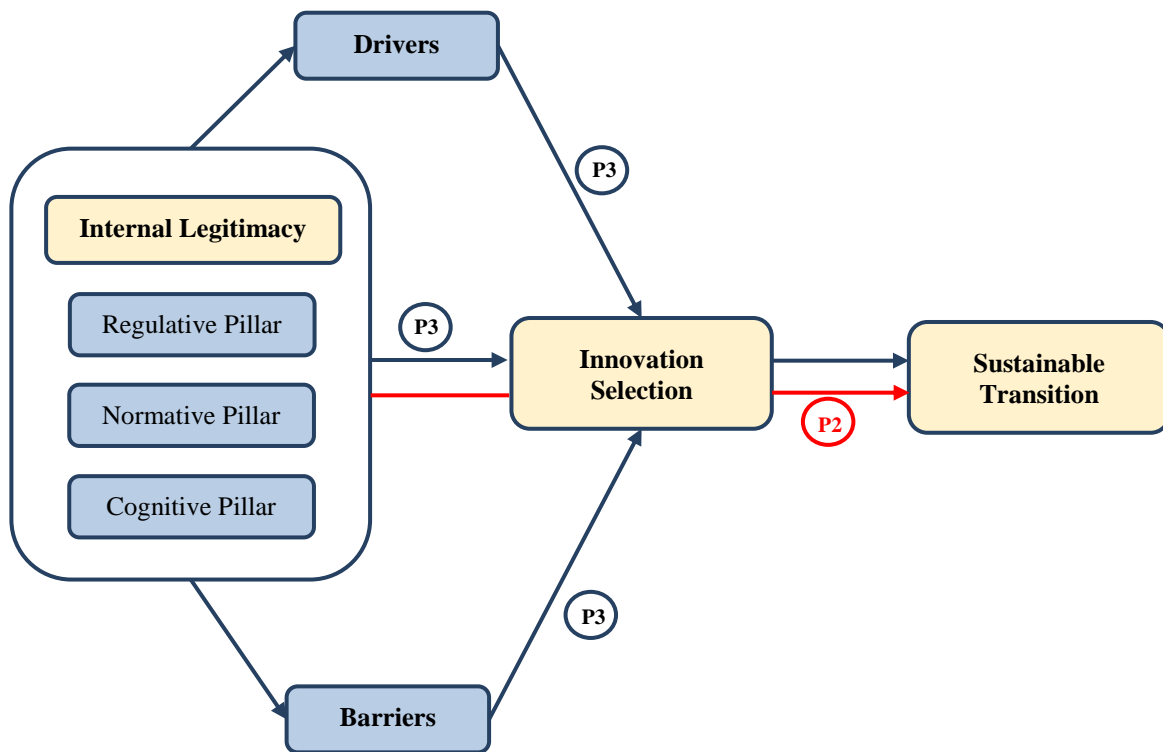 Drivers
P3
Internal Legitimacy
Regulative Pillar
P3
Innovation
Selection
Sustainable
Transition
Normative Pillar
P2
Cognitive Pillar
P3
Barriers